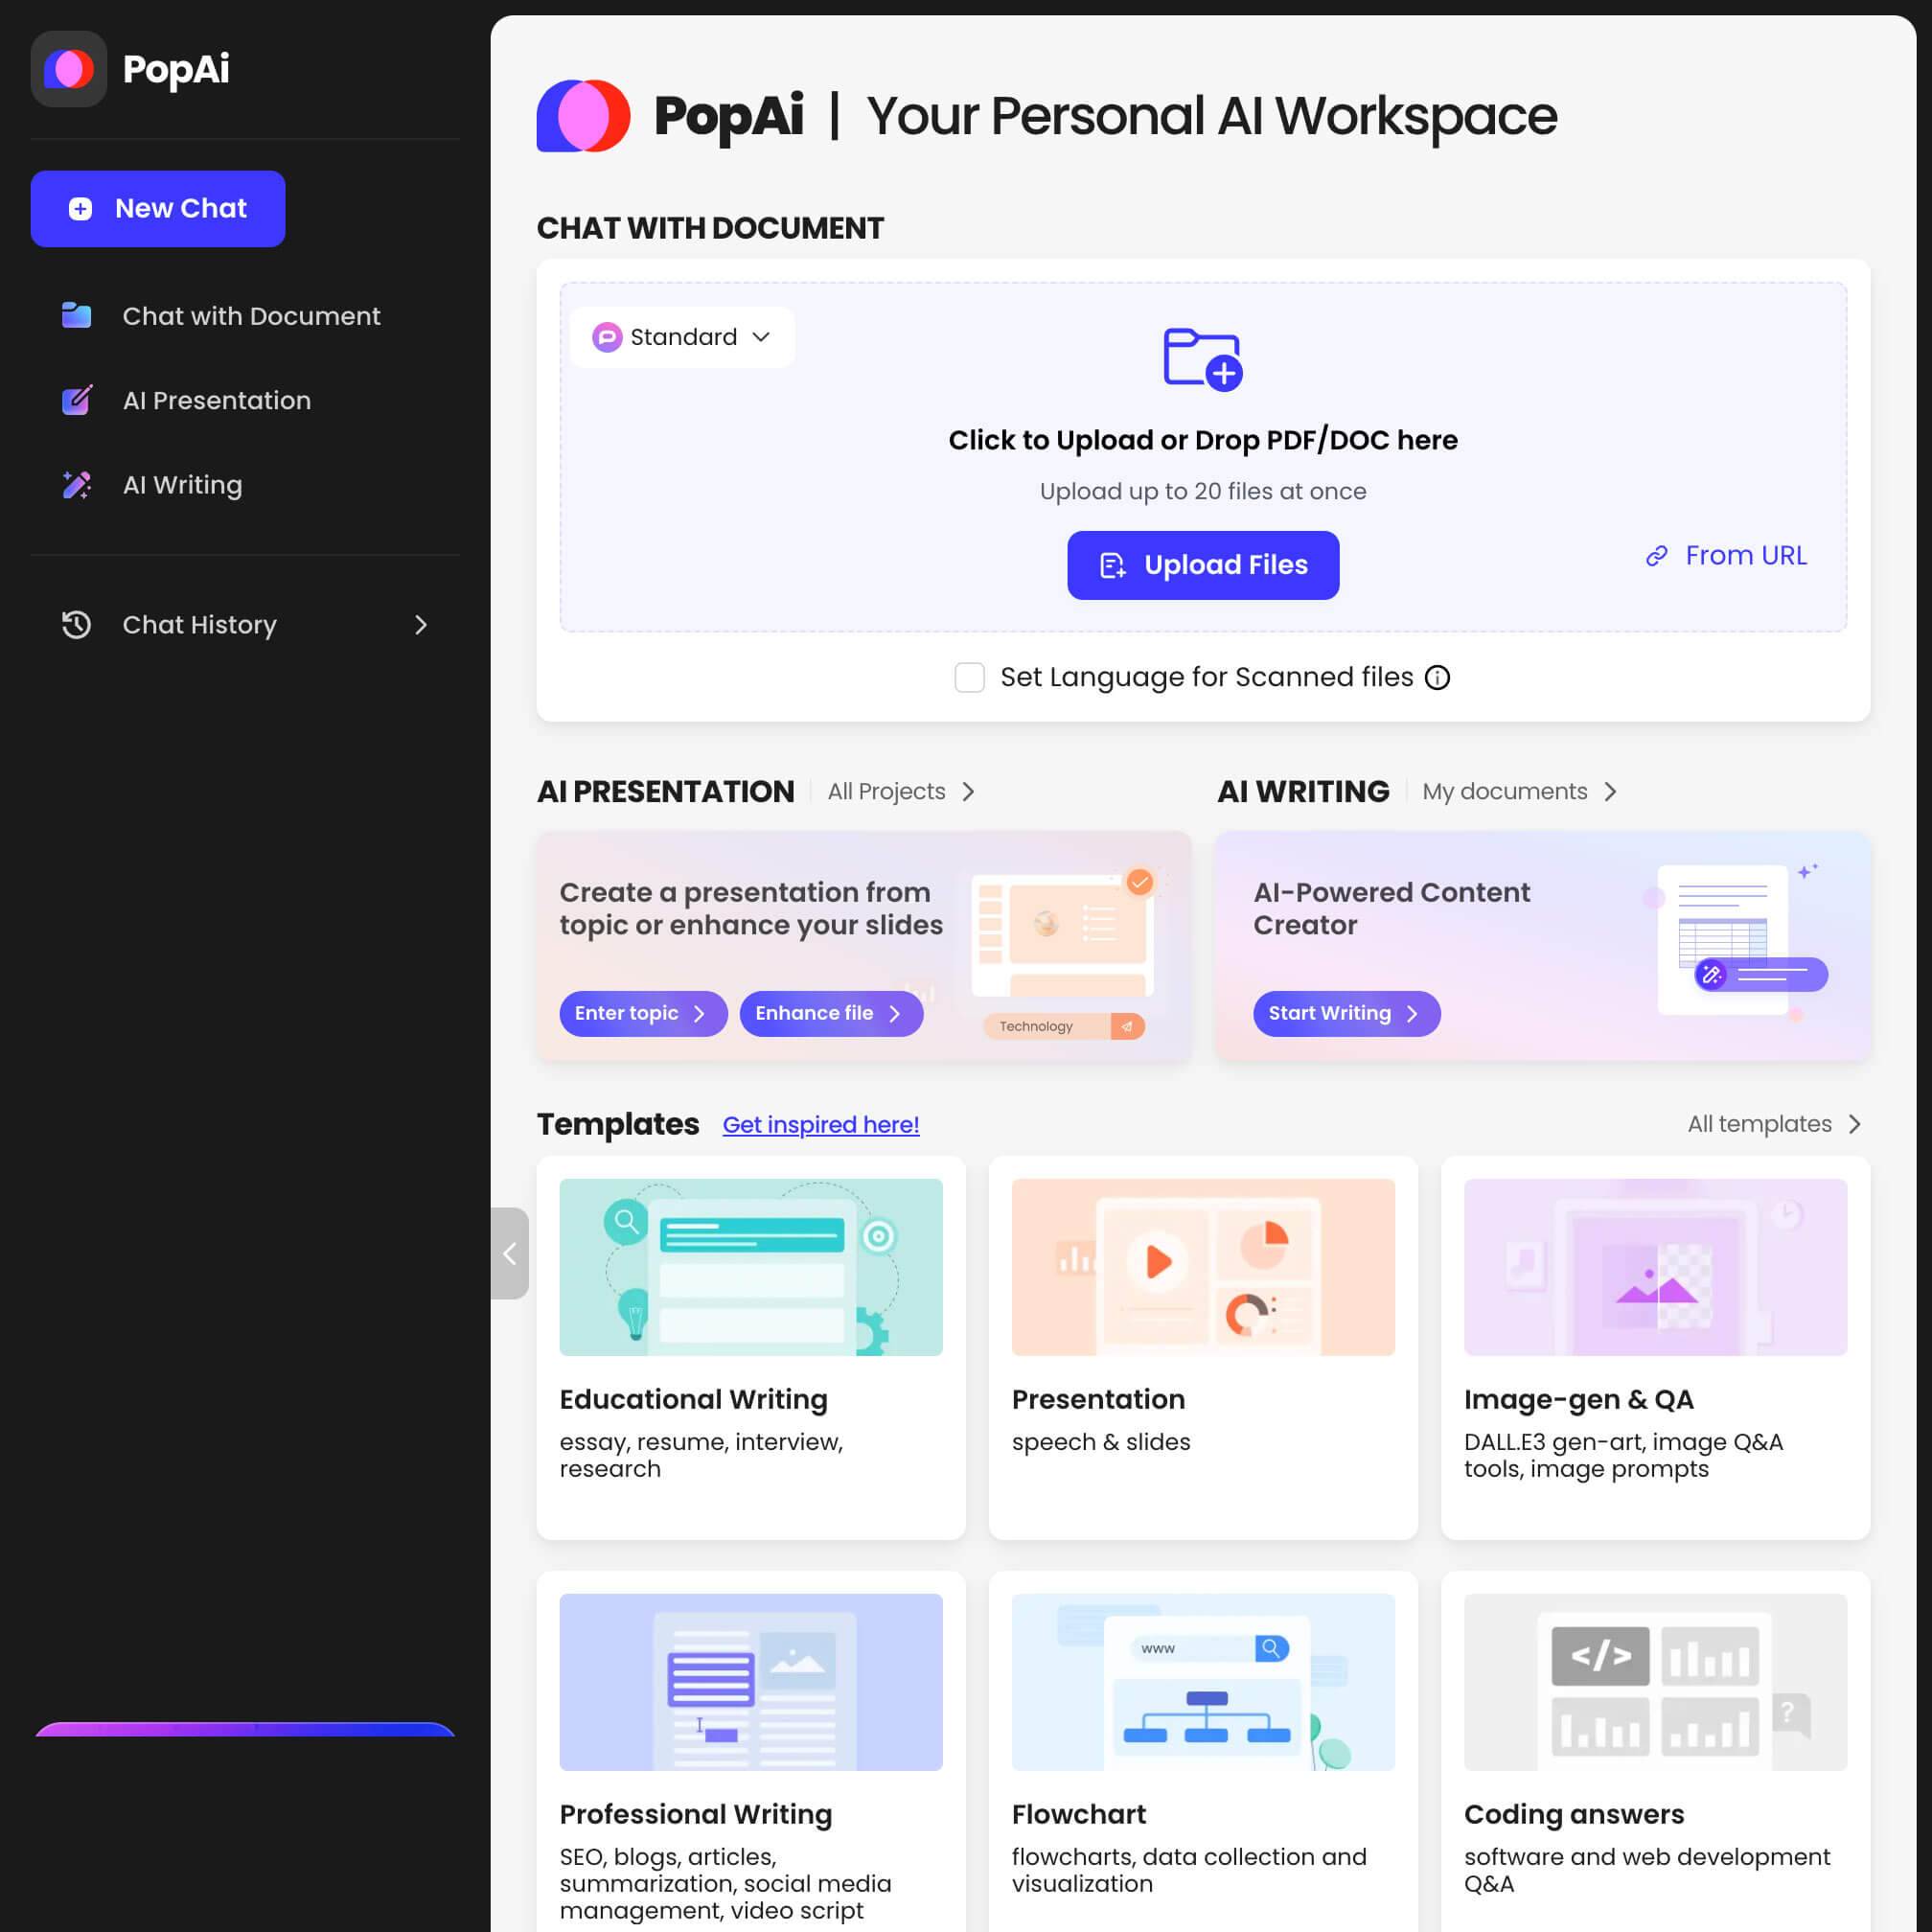 PopAi
New Chat
Chat with Document
AI Presentation
AI Writing
Chat History
PopAi | Your Personal AI Workspace
CHAT WITH DOCUMENT
Standard
Click to Upload or Drop PDF/DOC here
Upload up to 20 files at once
Upload Files
From URL
Set Language for Scanned files
AI PRESENTATION
All Projects
Create a presentation from
topic or enhance your slides
Enter topic
Enhance file
Technology
AI WRITING
My documents
AI-Powered Content
Creator
Start Writing
Templates
Get inspired here!
All templates
Educational Writing
essay, resume, interview,
research
Presentation
speech & slides
Image-gen & QA
DALL.E3 gen-art, image Q&A
tools, image prompts
Professional Writing
SEO, blogs, articles,
summarization, social media
management, video script
www
Flowchart
flowcharts, data collection and
visualization
</>
?
Coding answers
software and web development
Q&A